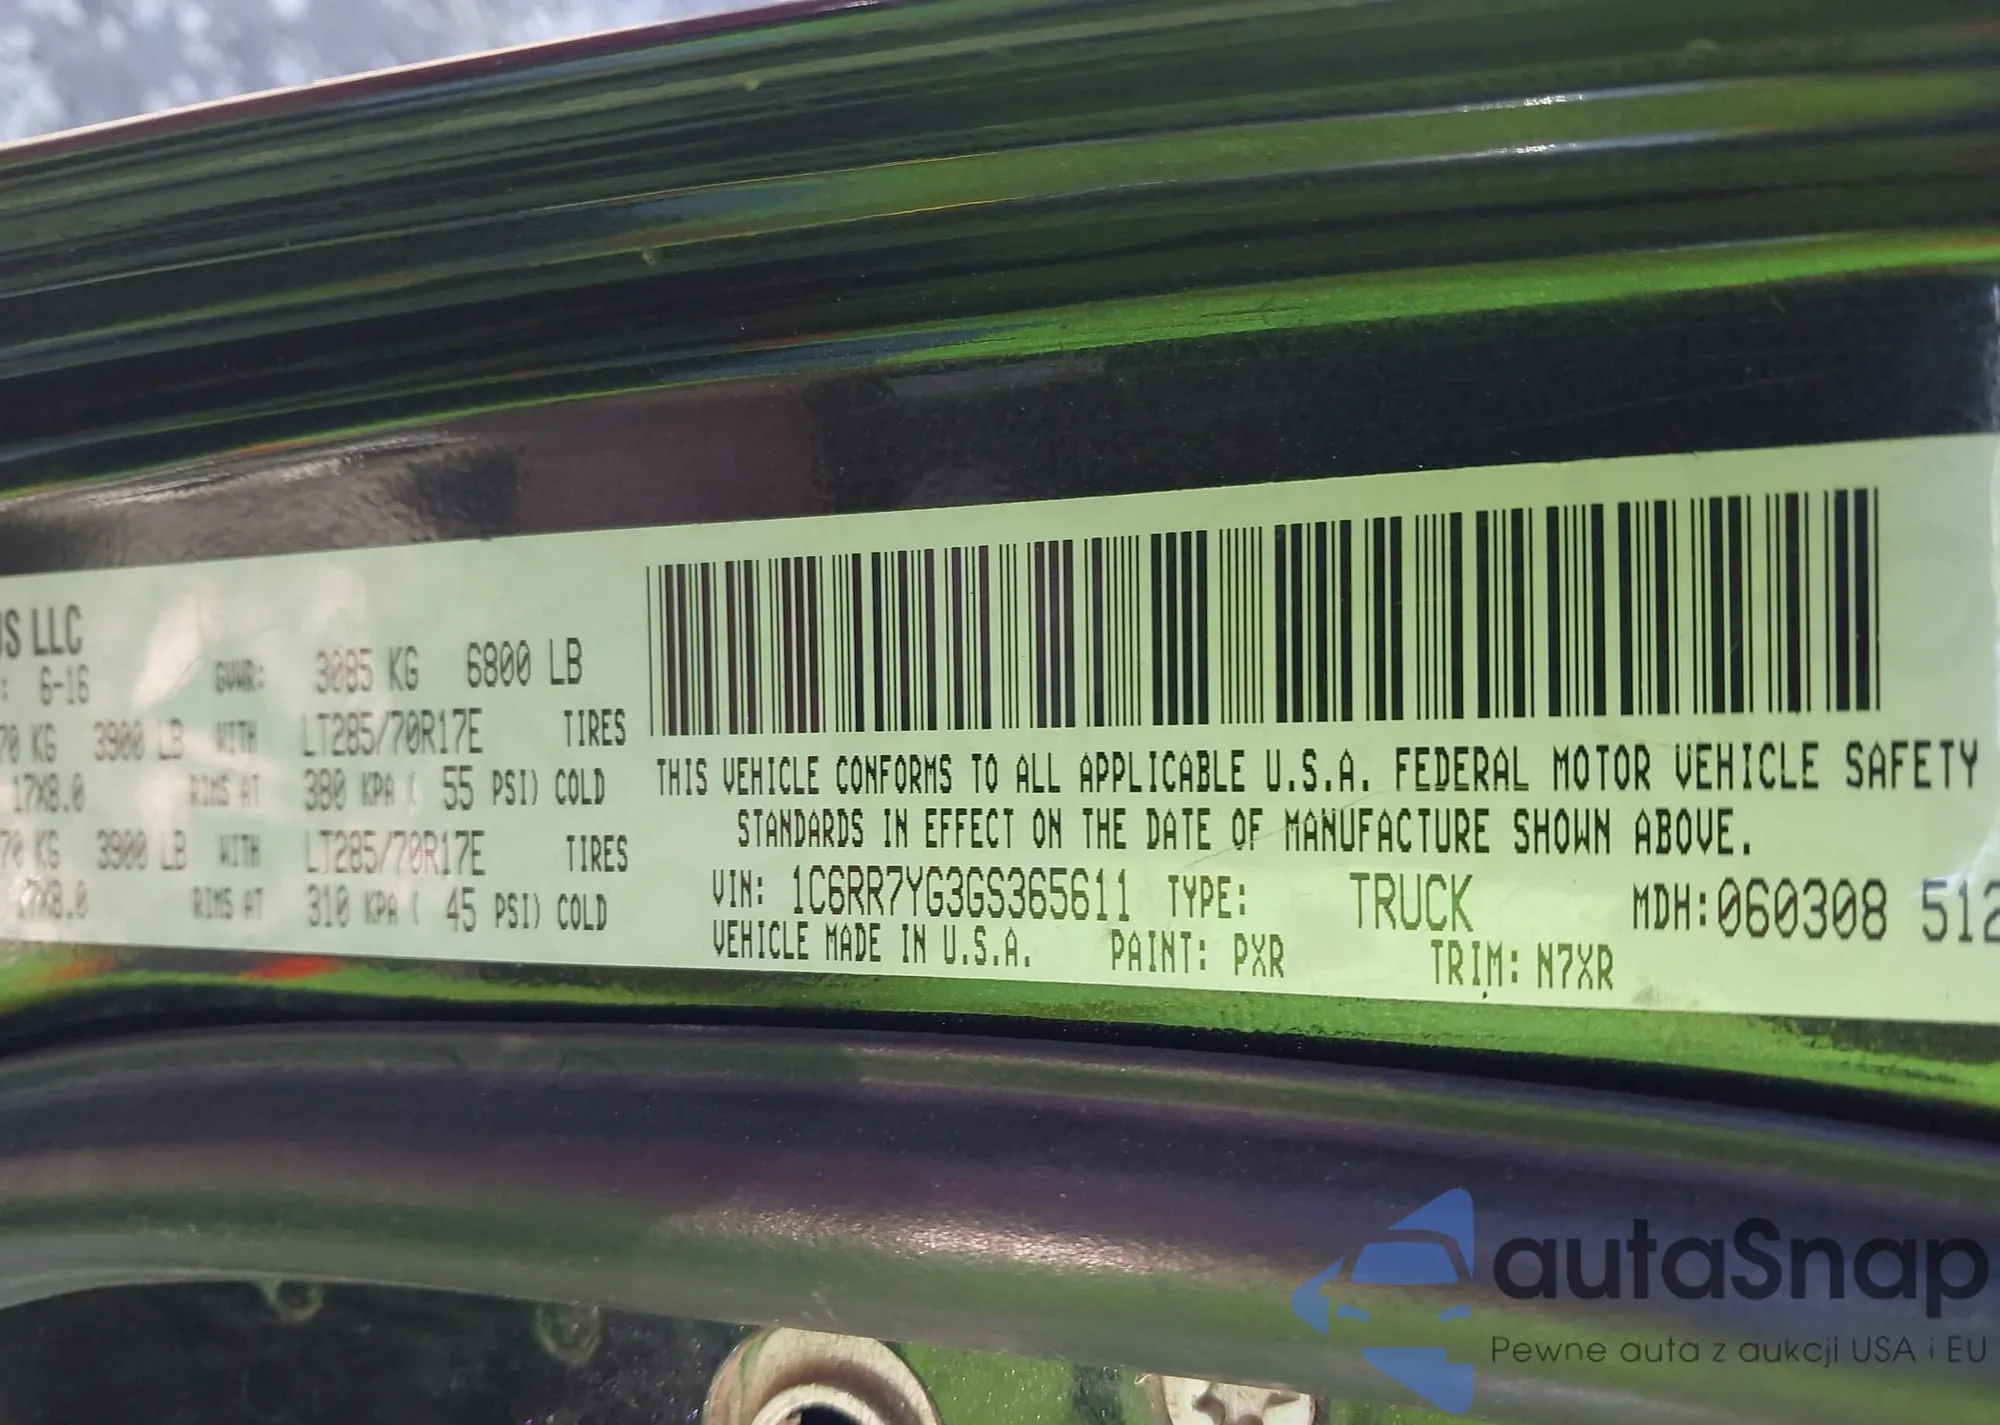 US LLC
: 6-16 GVWR: 3085 KG 6800 LB
70 KG 3900 LB WITH LT285/70R17E TIRES
17X8.0 RIMS AT 380 KPA ( 55 PSI) COLD
70 KG 3900 LB WITH LT285/70R17E TIRES
17X8.0 RIMS AT 310 KPA ( 45 PSI) COLD
THIS VEHICLE CONFORMS TO ALL APPLICABLE U.S.A. FEDERAL MOTOR VEHICLE SAFETY
STANDARDS IN EFFECT ON THE DATE OF MANUFACTURE SHOWN ABOVE.
VIN: 1C6RR7YG3GS365611 TYPE: TRUCK MDH:060308 512
VEHICLE MADE IN U.S.A. PAINT: PXR TRIM: N7XR
autaSnap
Pewne auta z aukcji USA i EU